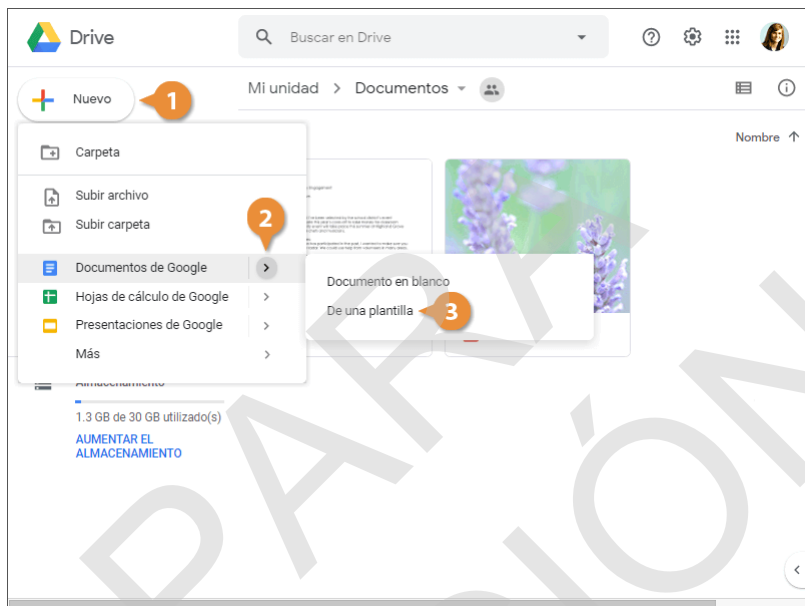 Drive
Buscar en Drive
Nuevo
1
Mi unidad > Documentos
Nombre ↑
Carpeta
Subir archivo
Subir carpeta
2
Documentos de Google >
Documento en blanco
Hojas de cálculo de Google >
De una plantilla
3
Presentaciones de Google >
Más >
Almacenamiento
1.3 GB de 30 GB utilizado(s)
AUMENTAR EL
ALMACENAMIENTO
PARA